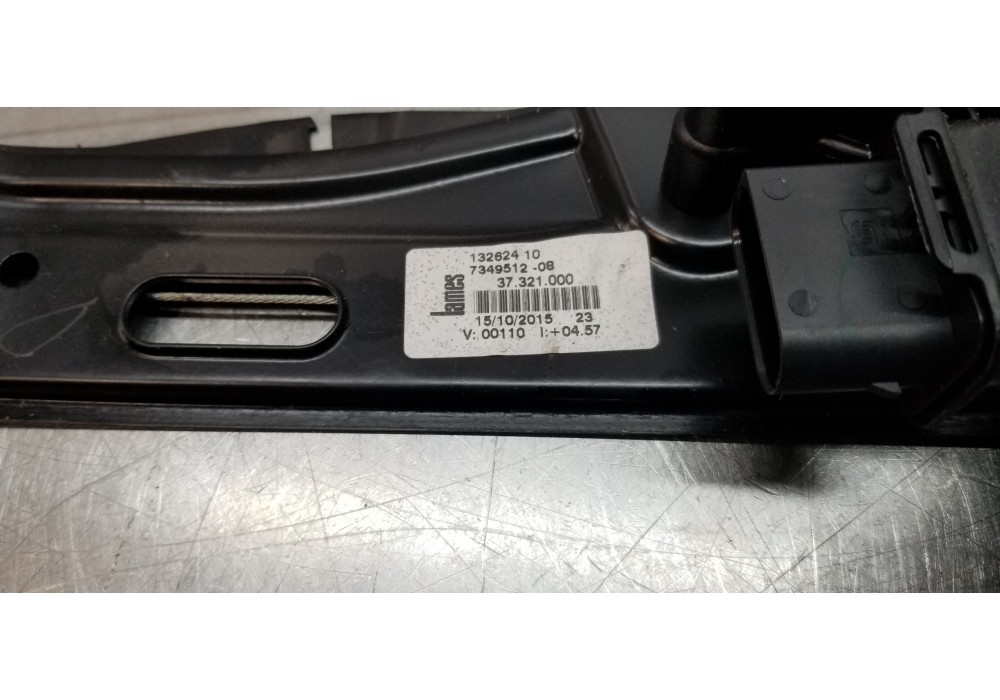 lames
132624 10
7349512 -08
37.321.000
15/10/2015 23
V: 00110 I:+04.57